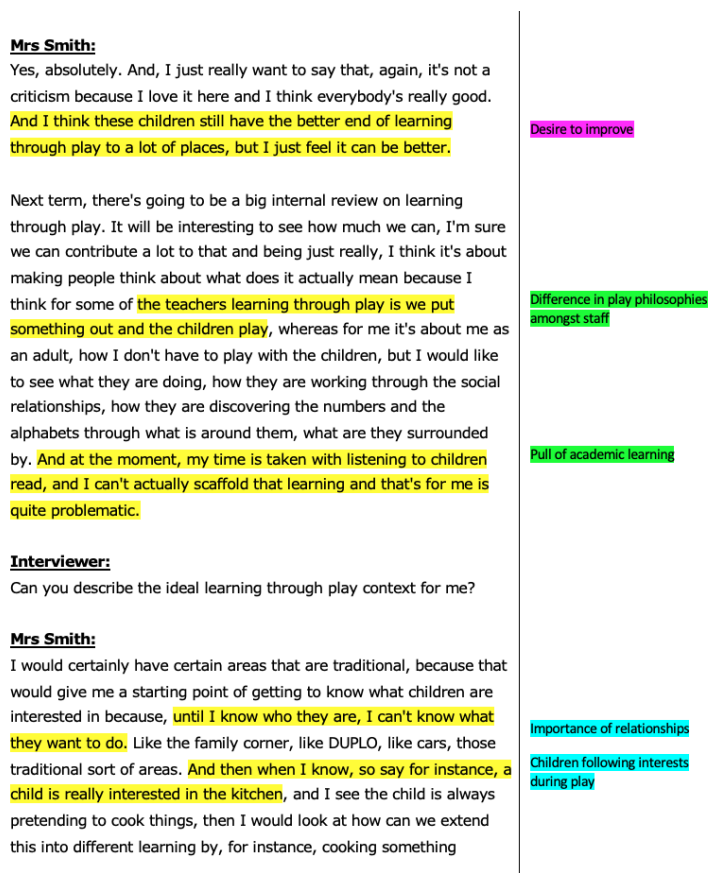 Mrs Smith:
Yes, absolutely. And, I just really want to say that, again, it's not a
criticism because I love it here and I think everybody's really good.
And I think these children still have the better end of learning
through play to a lot of places, but I just feel it can be better.
Desire to improve
Next term, there's going to be a big internal review on learning
through play. It will be interesting to see how much we can, I'm sure
we can contribute a lot to that and being just really, I think it's about
making people think about what does it actually mean because I
think for some of the teachers learning through play is we put
something out and the children play, whereas for me it's about me as
an adult, how I don't have to play with the children, but I would like
to see what they are doing, how they are working through the social
relationships, how they are discovering the numbers and the
alphabets through what is around them, what are they surrounded
by. And at the moment, my time is taken with listening to children
read, and I can't actually scaffold that learning and that's for me is
quite problematic.
Difference in play philosophies
amongst staff
Pull of academic learning
Interviewer:
Can you describe the ideal learning through play context for me?
Mrs Smith:
I would certainly have certain areas that are traditional, because that
would give me a starting point of getting to know what children are
interested in because, until I know who they are, I can't know what
they want to do. Like the family corner, like DUPLO, like cars, those
traditional sort of areas. And then when I know, so say for instance, a
child is really interested in the kitchen, and I see the child is always
pretending to cook things, then I would look at how can we extend
this into different learning by, for instance, cooking something
Importance of relationships
Children following interests
during play